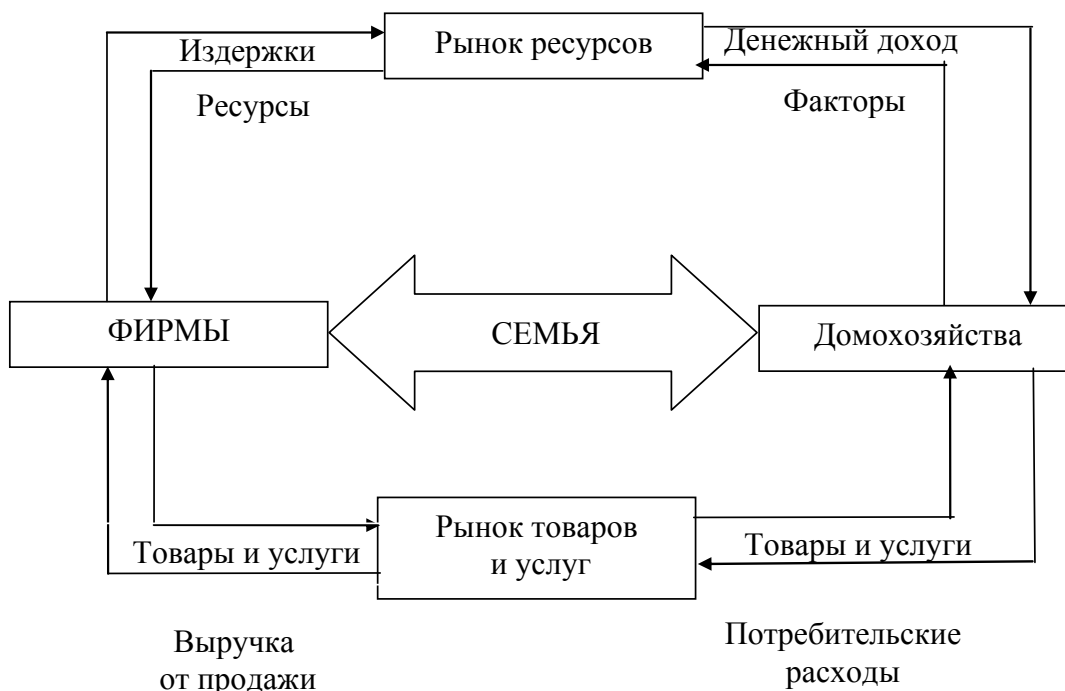 Рынок ресурсов
Издержки
Денежный доход
Ресурсы
Факторы
ФИРМЫ
СЕМЬЯ
Домохозяйства
Рынок товаров
и услуг
Товары и услуги
Товары и услуги
Выручка
от продажи
Потребительские
расходы